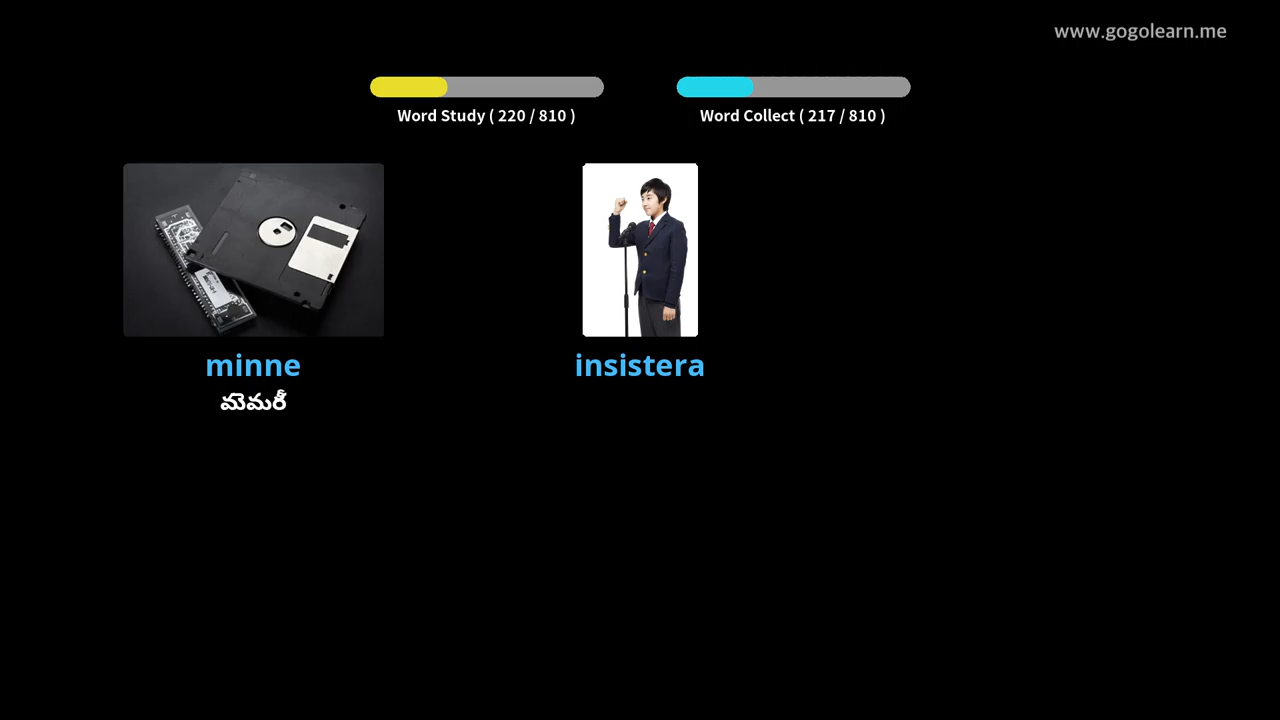 www.gogolearn.me
Word Study ( 220 / 810 )
Word Collect ( 217 / 810 )
minne
insistera
మెమరీ